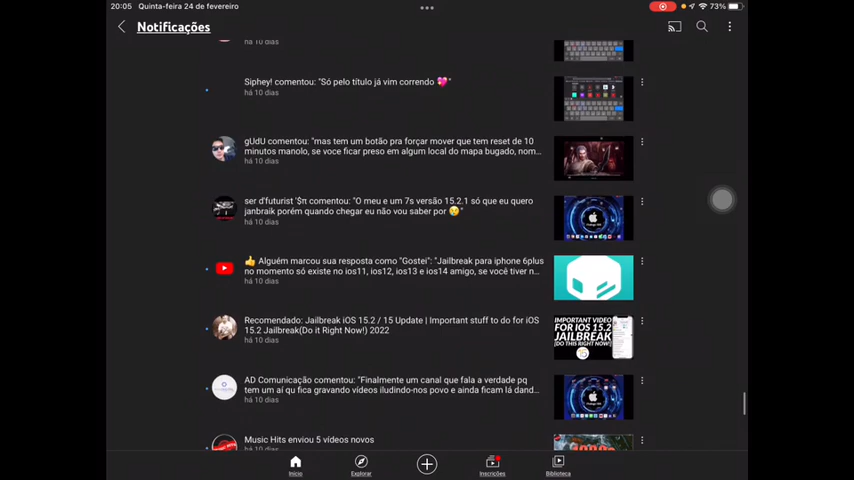 20:05 Quinta-feira 24 de fevereiro
73%
Notificações
há 10 dias
Siphey! comentou: "Só pelo título já vim correndo 💖"
há 10 dias
gUdU comentou: "mas tem um botão pra forçar mover que tem reset de 10
minutos manolo, se você ficar preso em algum local do mapa bugado, nom...
há 10 dias
ser d'futurist '$π comentou: "O meu e um 7s versão 15.2.1 só que eu quero
janbraik porém quando chegar eu não vou saber por 😢"
há 10 dias
👍 Alguém marcou sua resposta como "Gostei": "Jailbreak para iphone 6plus
no momento só existe no ios11, ios12, ios13 e ios14 amigo, se você tiver n...
há 10 dias
Recomendado: Jailbreak iOS 15.2 / 15 Update | Important stuff to do for iOS
15.2 Jailbreak(Do it Right Now!) 2022
há 10 dias
IMPORTANT VIDEO
FOR IOS 15.2
JAILBREAK
[DO THIS RIGHT NOW!]
15
AD Comunicação comentou: "Finalmente um canal que fala a verdade pq
tem um aí qu fica gravando vídeos iludindo-nos povo e ainda ficam lá dand...
há 10 dias
Music Hits enviou 5 vídeos novos
Início
Explorar
Inscrições
Biblioteca